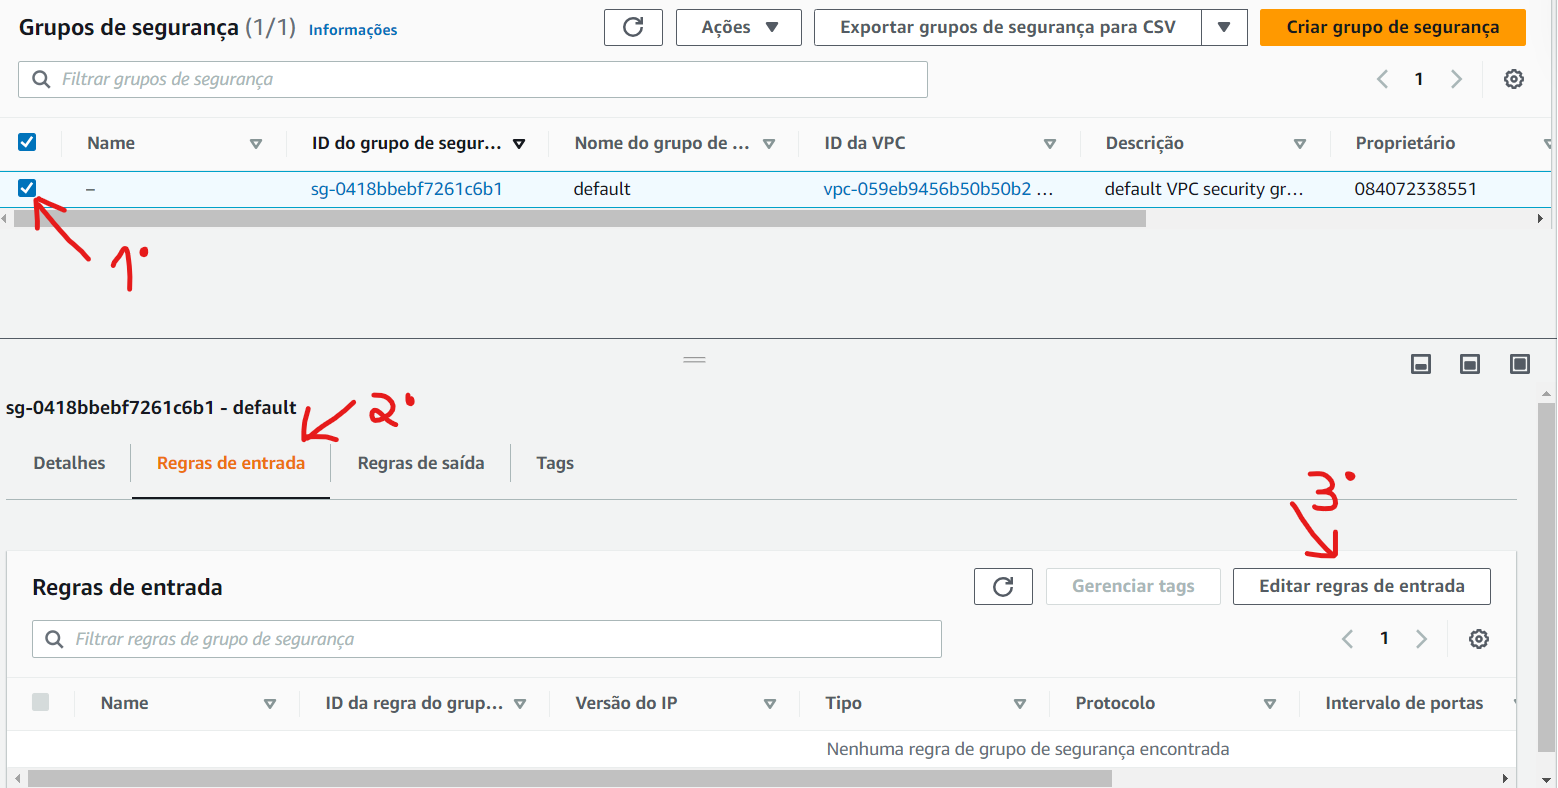 Grupos de segurança (1/1) Informações
Ações
Exportar grupos de segurança para CSV
Criar grupo de segurança
Filtrar grupos de segurança
1
Name ID do grupo de segur... Nome do grupo de ... ID da VPC Descrição Proprietário
– sg-0418bbebf7261c6b1 default vpc-059eb9456b50b50b2 ... default VPC security gr... 084072338551
1°
sg-0418bbebf7261c6b1 - default
2°
Detalhes Regras de entrada Regras de saída Tags
3°
Regras de entrada
Gerenciar tags
Editar regras de entrada
Filtrar regras de grupo de segurança
1
Name ID da regra do grup... Versão do IP Tipo Protocolo Intervalo de portas
Nenhuma regra de grupo de segurança encontrada